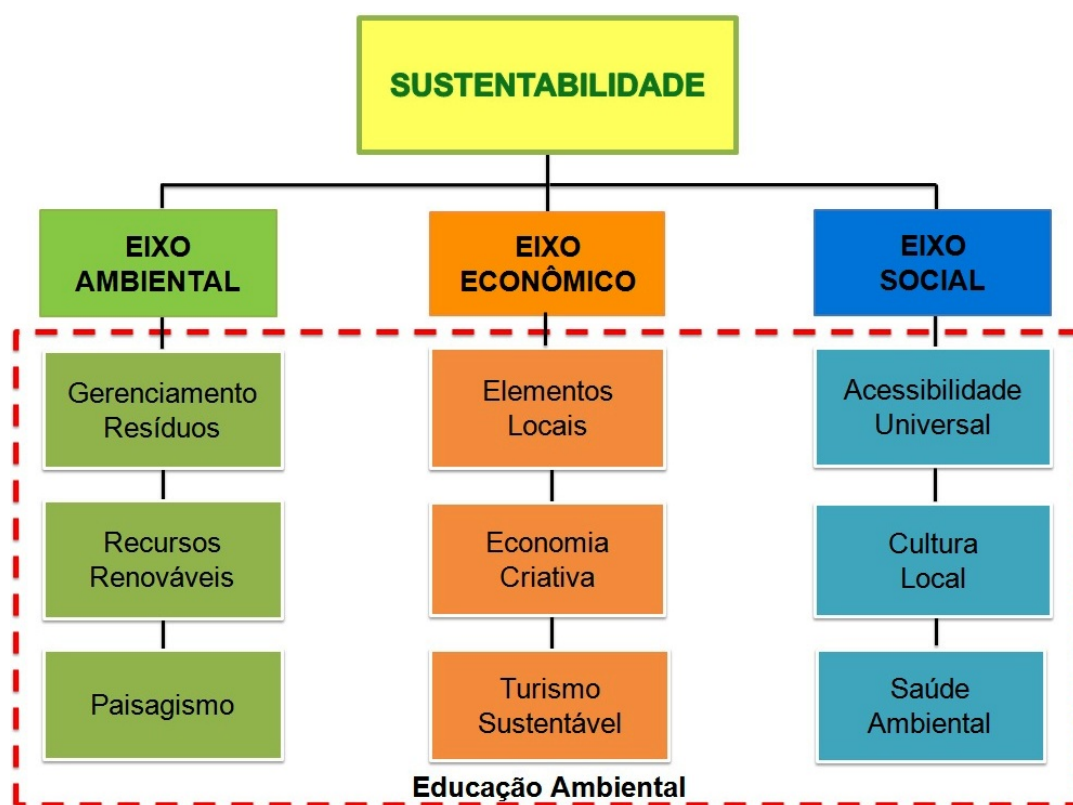 SUSTENTABILIDADE
EIXO
AMBIENTAL
EIXO
ECONÔMICO
EIXO
SOCIAL
Gerenciamento
Resíduos
Elementos
Locais
Acessibilidade
Universal
Recursos
Renováveis
Economia
Criativa
Cultura
Local
Paisagismo
Turismo
Sustentável
Saúde
Ambiental
Educação Ambiental